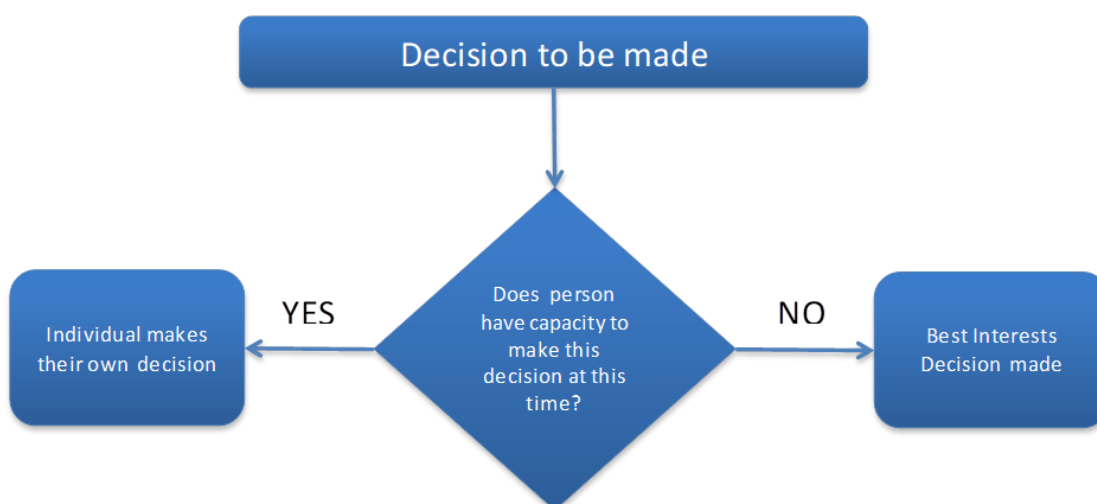 Decision to be made
YES
NO
Does person
have capacity to
make this
decision at this
time?
Individual makes
their own decision
Best Interests
Decision made